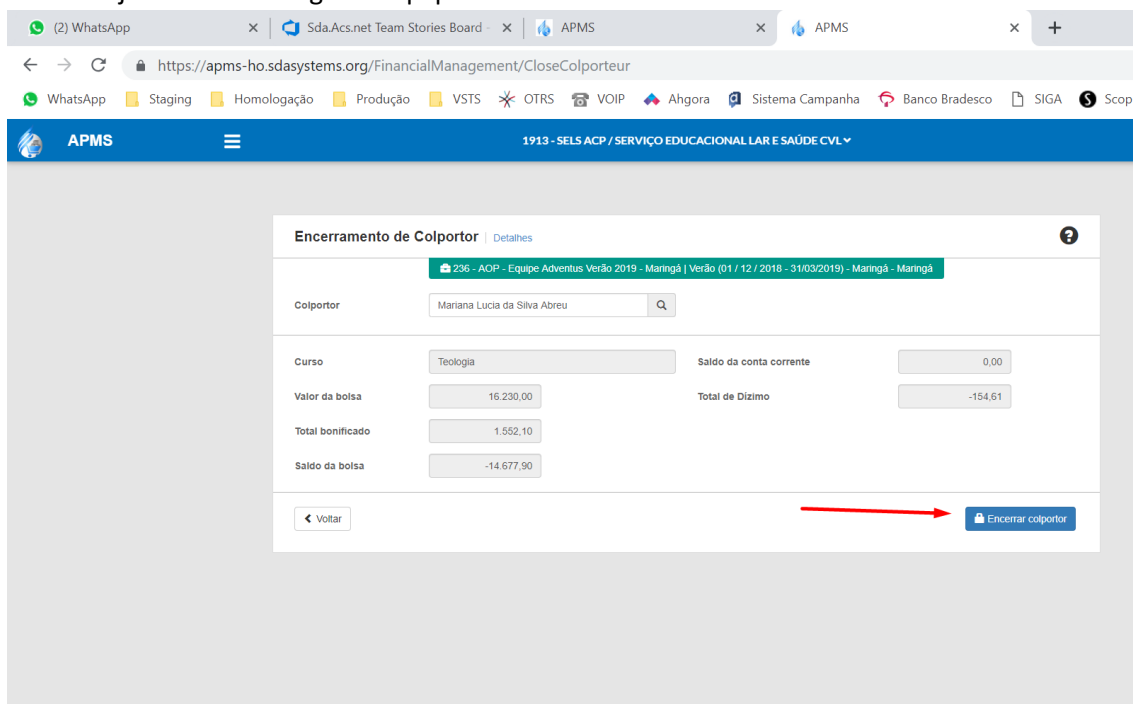 (2) WhatsApp
Sda.Acs.net Team Stories Board -
APMS
APMS
https://apms-ho.sdasystems.org/FinancialManagement/CloseColporteur
WhatsApp Staging Homologação Produção VSTS OTRS VOIP Ahgora Sistema Campanha Banco Bradesco SIGA Scop
APMS
1913 - SELS ACP / SERVIÇO EDUCACIONAL LAR E SAÚDE CVL
Encerramento de Colportor | Detalhes
236 - AOP - Equipe Adventus Verão 2019 - Maringá | Verão (01 / 12 / 2018 - 31/03/2019) - Maringá - Maringá
Colportor Mariana Lucia da Silva Abreu
Curso Teologia Saldo da conta corrente 0,00
Valor da bolsa 16.230,00 Total de Dízimo -154,61
Total bonificado 1.552,10
Saldo da bolsa -14.677,90
Voltar Encerrar colportor